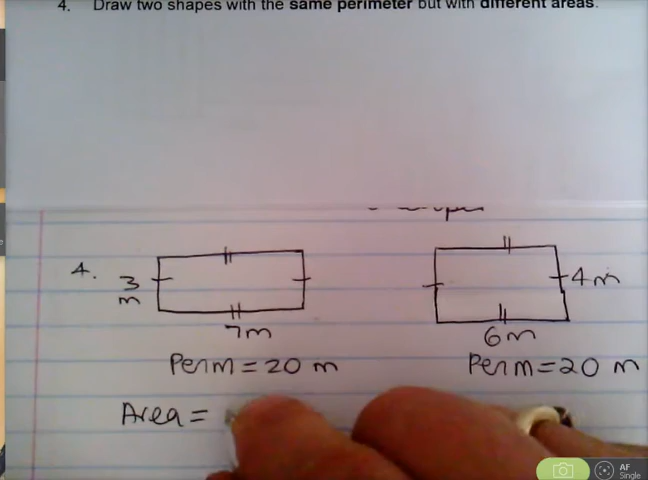 4. Draw two shapes with the same perimeter but with different areas.
4.
3 m
7m
4m
6m
Perim = 20 m
Perim = 20 m
Area =
AF
Single